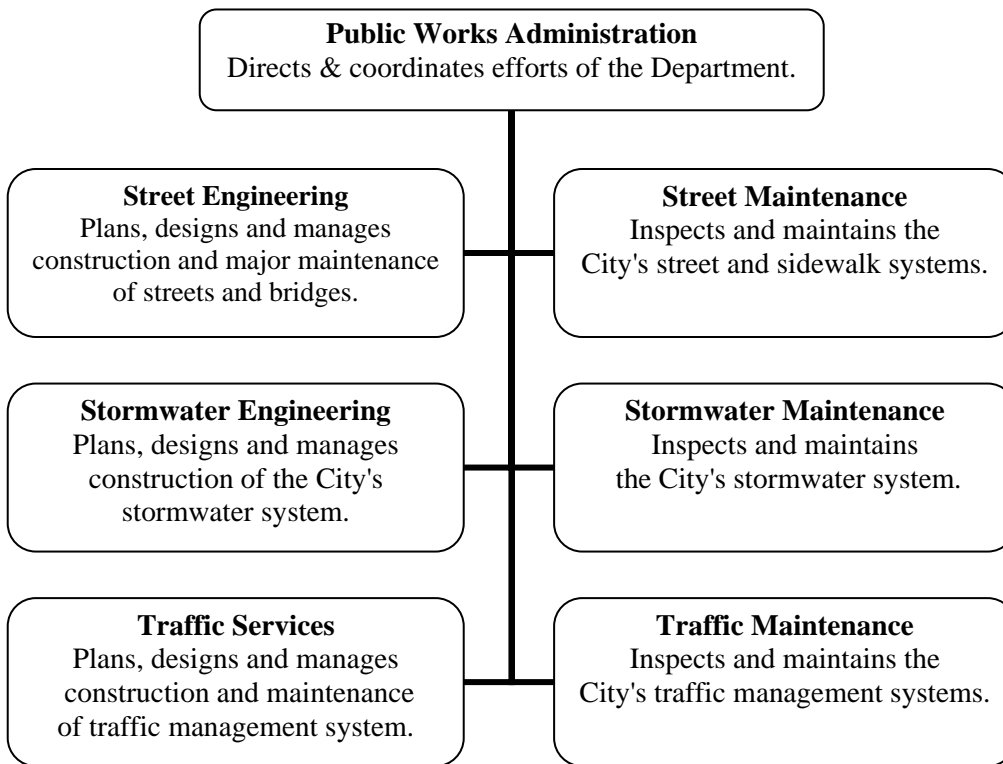 Public Works Administration
Directs & coordinates efforts of the Department.
Street Engineering
Plans, designs and manages
construction and major maintenance
of streets and bridges.
Street Maintenance
Inspects and maintains the
City's street and sidewalk systems.
Stormwater Engineering
Plans, designs and manages
construction of the City's
stormwater system.
Stormwater Maintenance
Inspects and maintains
the City's stormwater system.
Traffic Services
Plans, designs and manages
construction and maintenance
of traffic management system.
Traffic Maintenance
Inspects and maintains the
City's traffic management systems.